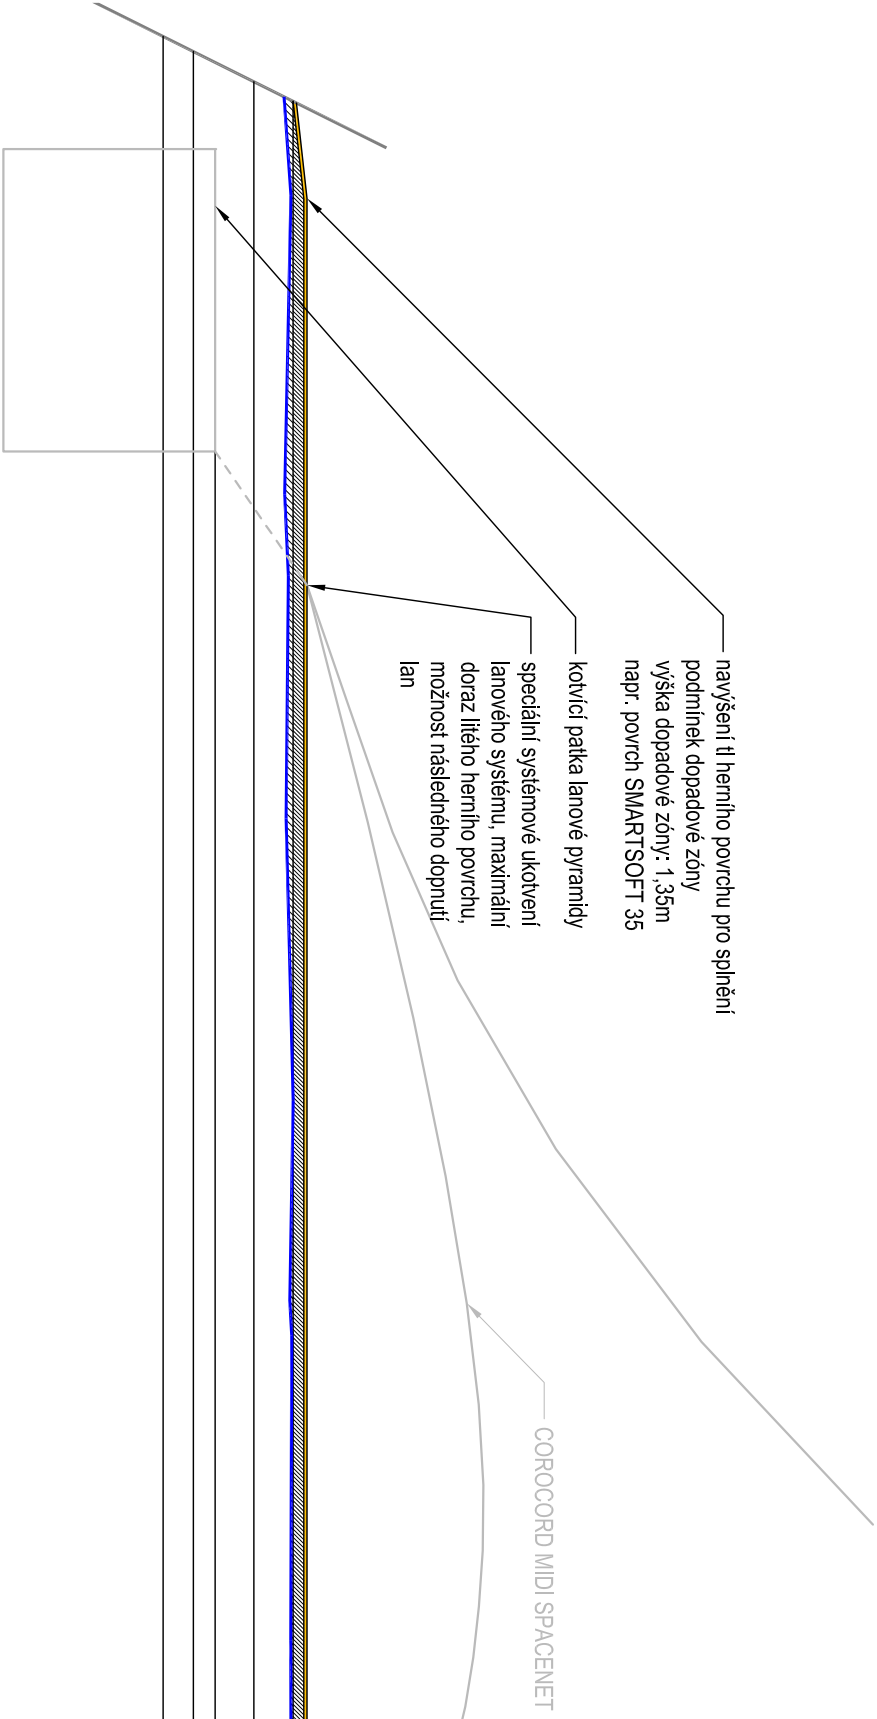 navýšení tl herního povrchu pro splnění
podmínek dopadové zóny
výška dopadové zóny: 1,35m
napr. povrch SMARTSOFT 35
kotvící patka lanové pyramidy
speciální systémové ukotvení
lanového systému, maximální
doraz litého herního povrchu,
možnost následného dopnutí
lan
COROCORD MIDI SPACENET